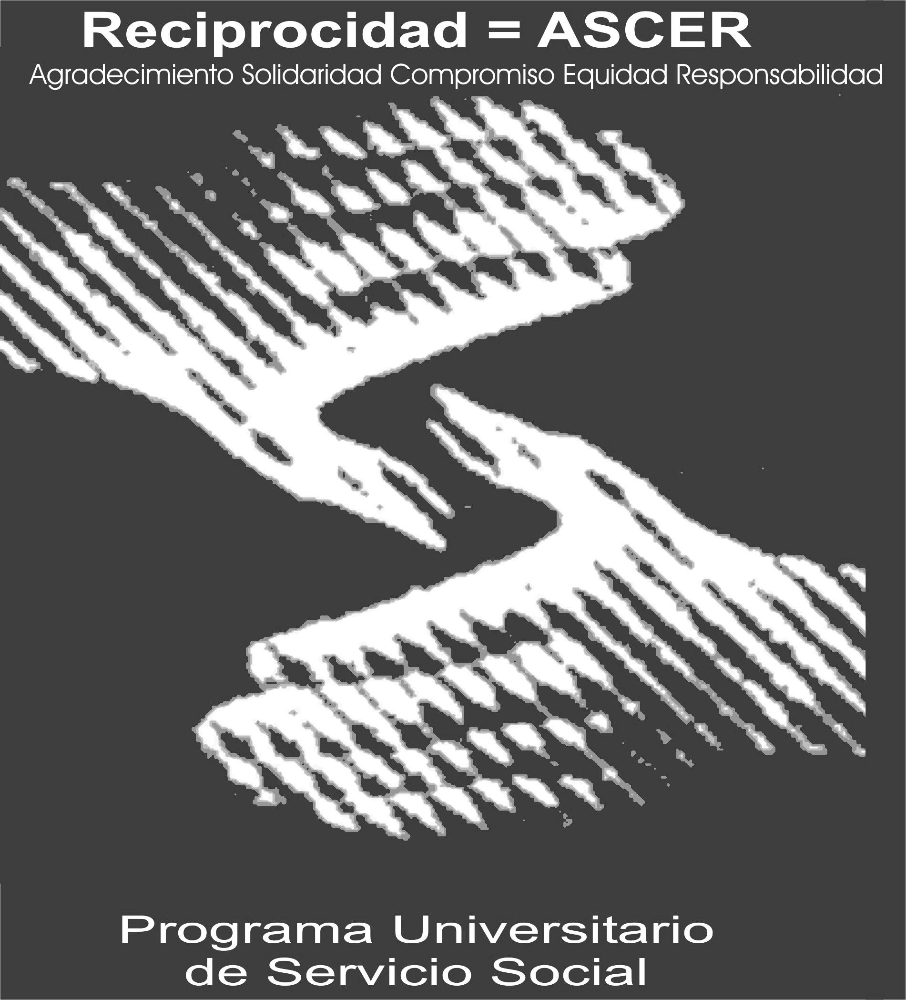 Reciprocidad = ASCER
Agradecimiento Solidaridad Compromiso Equidad Responsabilidad
Programa Universitario
de Servicio Social